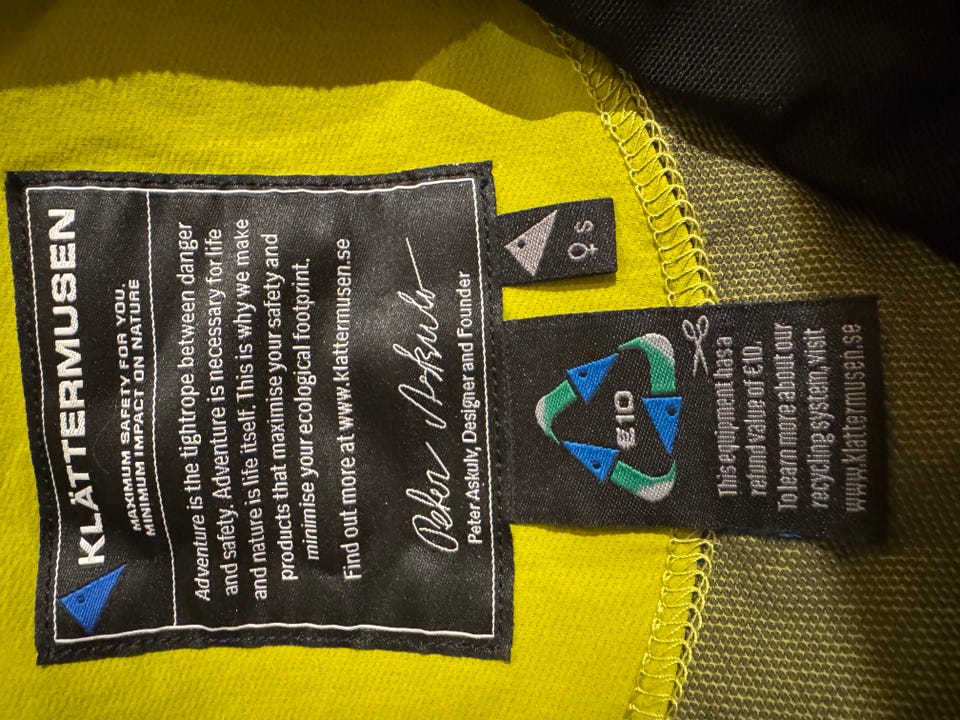 KLÄTTERMUSEN
MAXIMUM SAFETY FOR YOU.
MINIMUM IMPACT ON NATURE
Adventure is the tightrope between danger
and safety. Adventure is necessary for life
and nature is life itself. This is why we make
products that maximise your safety and
minimise your ecological footprint.
Find out more at www.klattermusen.se
Peter Askulv
Peter Askulv, Designer and Founder
♀ S
€10
This equipment has a
refund value of €10.
To learn more about our
recycling system, visit
www.klattermusen.se